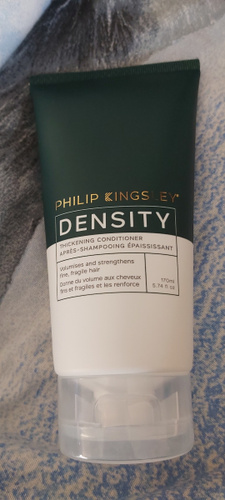 PHILIP KINGSLEY
DENSITY
THICKENING CONDITIONER
APRÈS-SHAMPOOING ÉPAISSISSANT
Volumises and strengthens
fine, fragile hair
Donne du volume aux cheveux
fins et fragiles et les renforce
170ml
5.74 fl oz